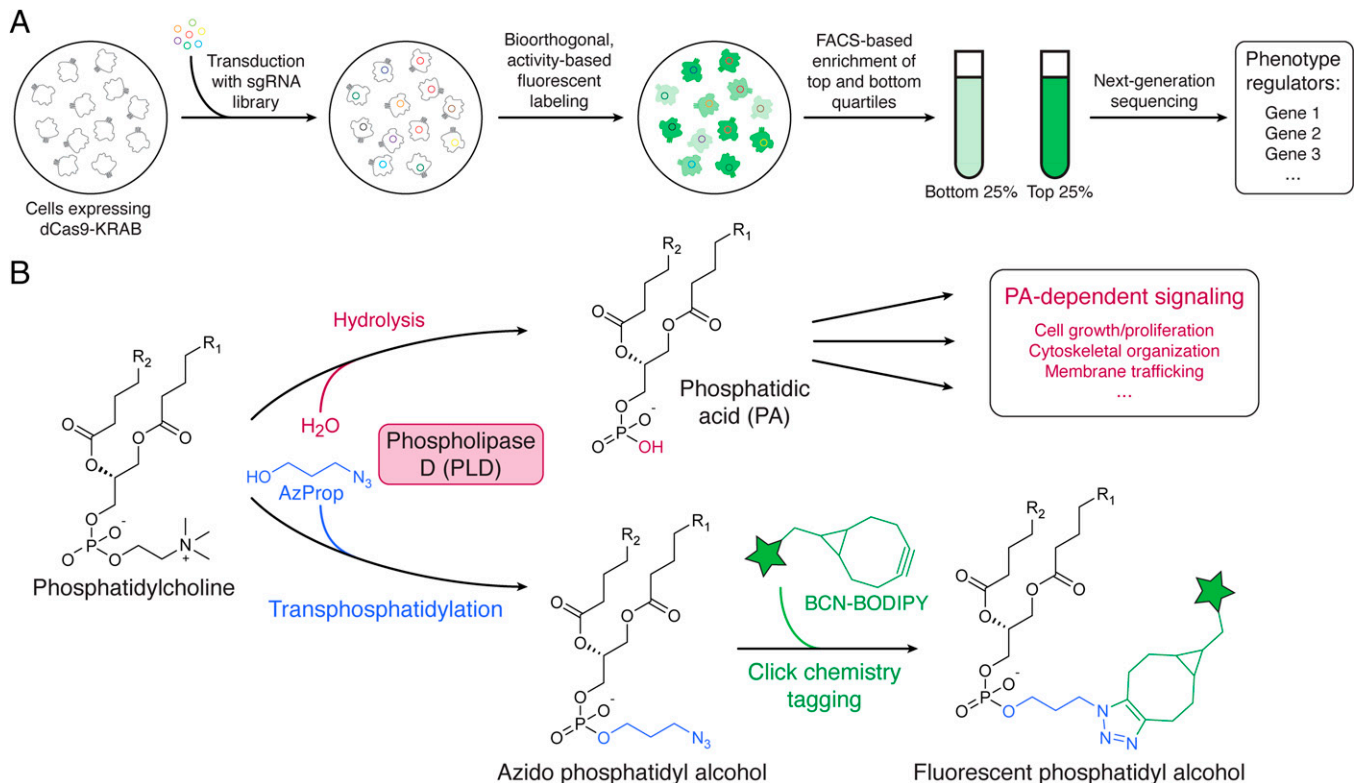 A
Transduction
with sgRNA
library
Bioorthogonal,
activity-based
fluorescent
labeling
FACS-based
enrichment of
top and bottom
quartiles
Next-generation
sequencing
Phenotype
regulators:
Gene 1
Gene 2
Gene 3
...
Cells expressing
dCas9-KRAB
Bottom 25%
Top 25%
B
R2
R1
O
O
O
O
O
O-
P
O
O
N+
Phosphatidylcholine
Hydrolysis
H2O
Phospholipase
D (PLD)
HO
N3
AzProp
Transphosphatidylation
R2
R1
O
O
O
O
O
O-
P
O
OH
Phosphatidic
acid (PA)
PA-dependent signaling
Cell growth/proliferation
Cytoskeletal organization
Membrane trafficking
...
R2
R1
O
O
O
O
O
O-
P
O
O
N3
Azido phosphatidyl alcohol
BCN-BODIPY
Click chemistry
tagging
R2
R1
O
O
O
O
O
O-
P
O
O
N
N
N
Fluorescent phosphatidyl alcohol